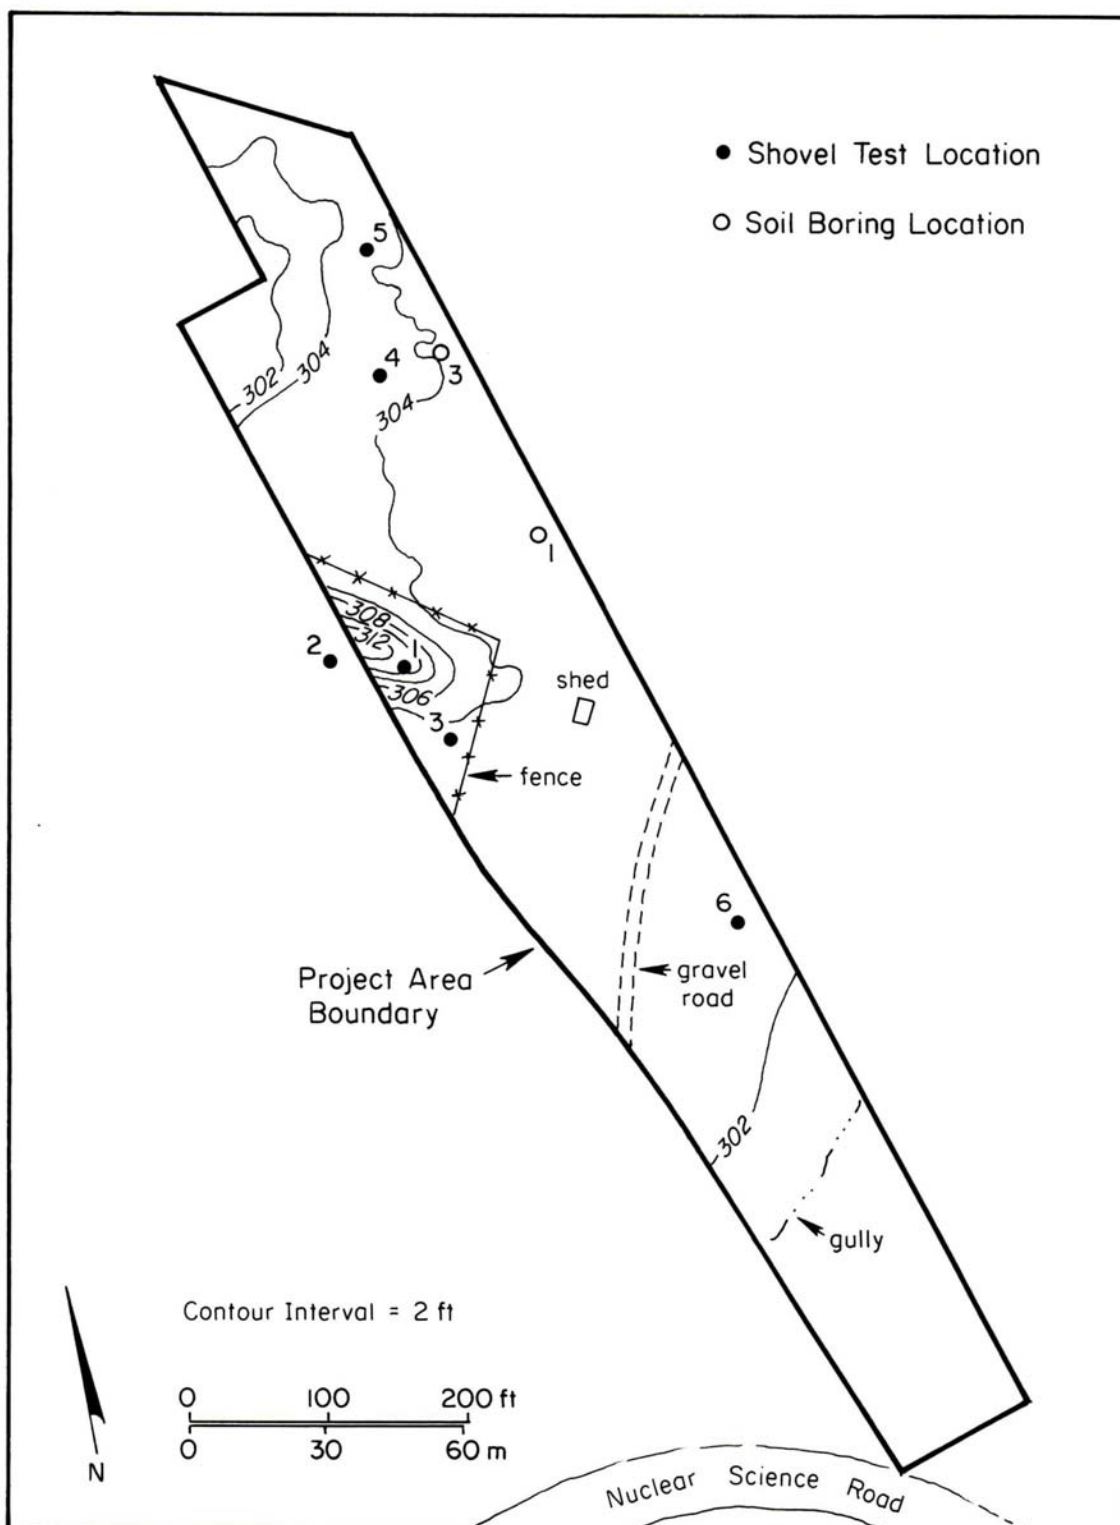 Shovel Test Location
Soil Boring Location
5
4
3
302
304
304
1
308
312
2
1
306
3
shed
fence
6
gravel
road
Project Area
Boundary
302
gully
Contour Interval = 2 ft
0 100 200 ft
0 30 60 m
N
Nuclear Science Road